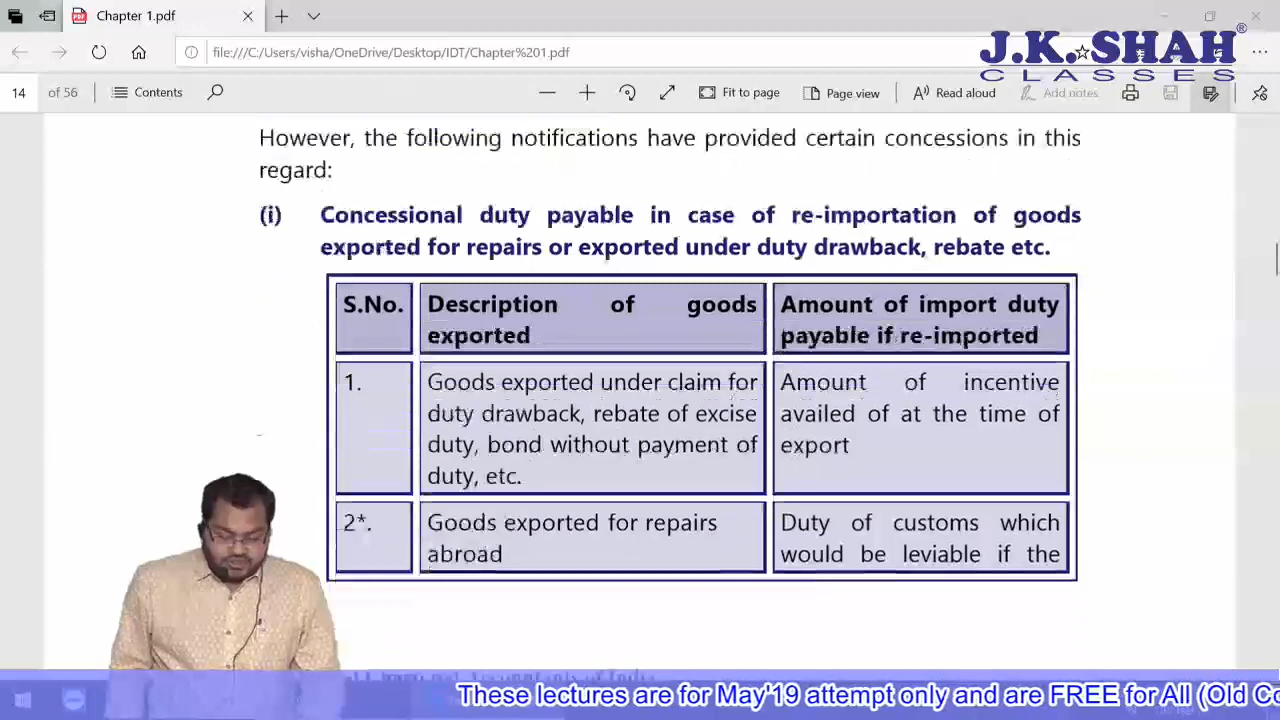 Chapter 1.pdf
file:///C:/Users/visha/OneDrive/Desktop/IDT/Chapter%201.pdf
J.K.SHAH®
CLASSES
14 of 56
Contents
Fit to page
Page view
Read aloud
Add notes
However, the following notifications have provided certain concessions in this
regard:
(i) Concessional duty payable in case of re-importation of goods
exported for repairs or exported under duty drawback, rebate etc.
S.No.
Description of goods
exported
Amount of import duty
payable if re-imported
1.
Goods exported under claim for
duty drawback, rebate of excise
duty, bond without payment of
duty, etc.
Amount of incentive
availed of at the time of
export
2*.
Goods exported for repairs
abroad
Duty of customs which
would be leviable if the
These lectures are for May'19 attempt only and are FREE for All (Old Co